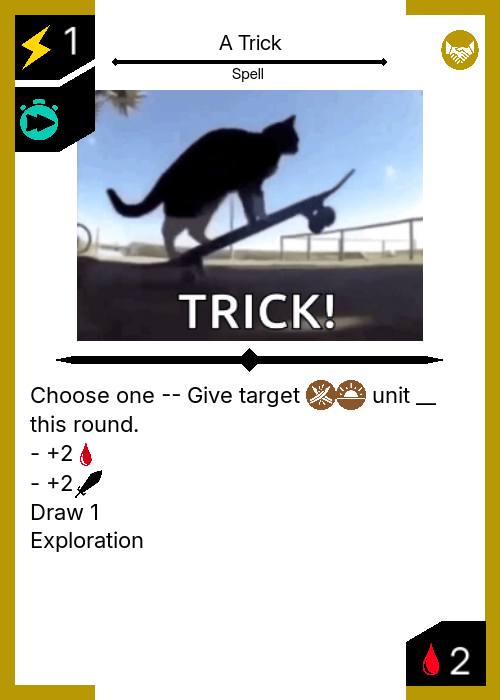 1
A Trick
Spell
TRICK!
Choose one -- Give target unit __
this round.
- +2
- +2
Draw 1
Exploration
2